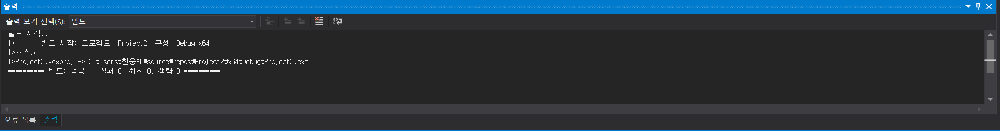 출력
출력 보기 선택(S): 빌드
빌드 시작...
1>------ 빌드 시작: 프로젝트: Project2, 구성: Debug x64 ------
1>소스.c
1>Project2.vcxproj -> C:₩Users₩한웅재₩source₩repos₩Project2₩x64₩Debug₩Project2.exe
========== 빌드: 성공 1, 실패 0, 최신 0, 생략 0 ==========
오류 목록 출력